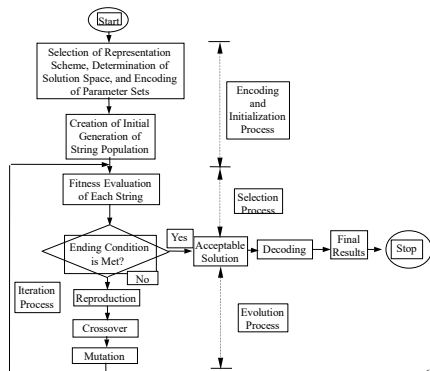 Start
Selection of Representation
Scheme, Determination of
Solution Space, and Encoding
of Parameter Sets
Encoding and
Initialization
Process
Creation of Initial
Generation of
String Population
Fitness Evaluation
of Each String
Selection
Process
Ending Condition
is Met?
Yes
Acceptable
Solution
Decoding
Final
Results
Stop
No
Iteration
Process
Reproduction
Evolution
Process
Crossover
Mutation